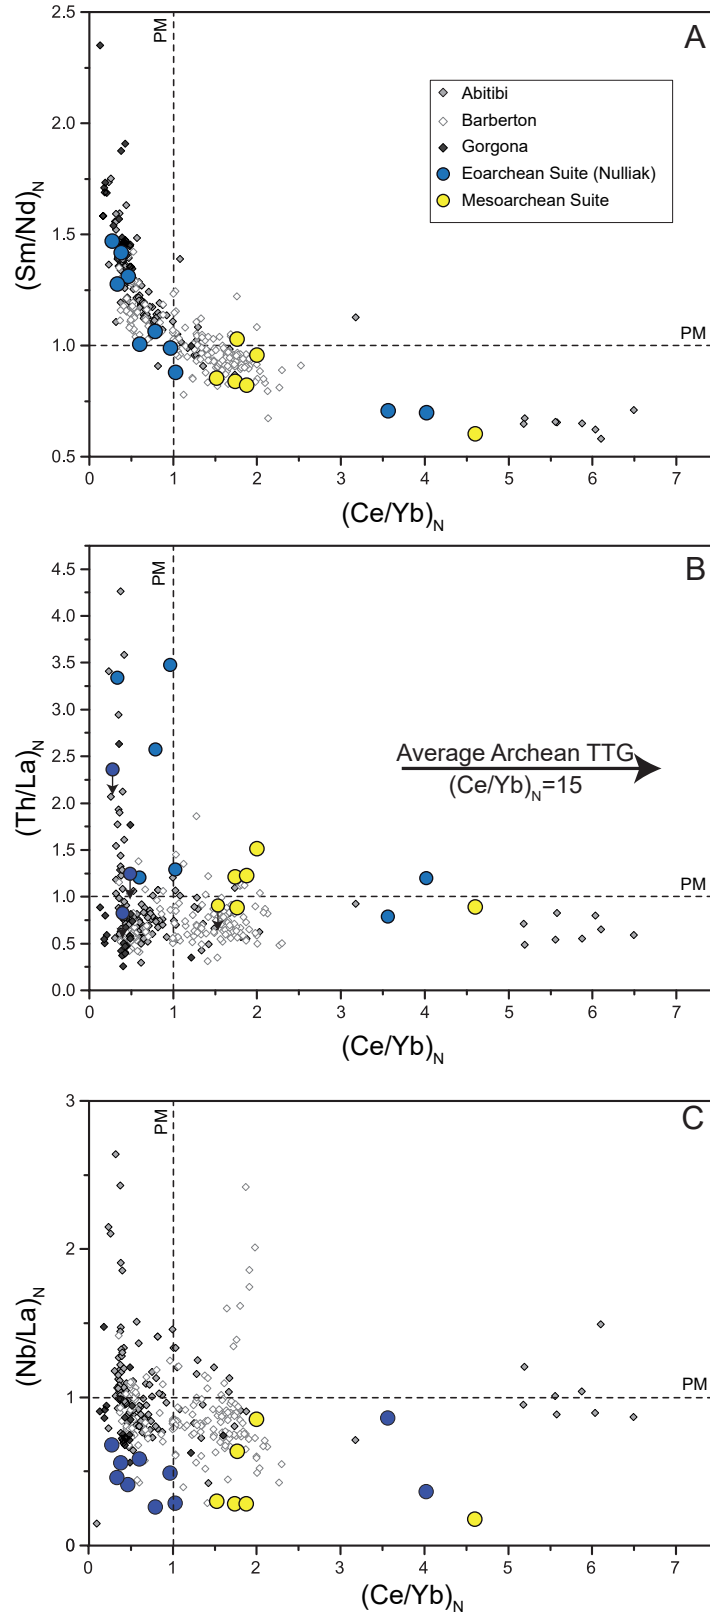 A
PM
2.5
2.0
1.5
1.0
0.5
(Sm/Nd)N
Abitibi
Barberton
Gorgona
Eoarchean Suite (Nulliak)
Mesoarchean Suite
PM
0 1 2 3 4 5 6 7
(Ce/Yb)N
B
PM
4.5
4.0
3.5
3.0
2.5
2.0
1.5
1.0
0.5
0.0
(Th/La)N
Average Archean TTG
(Ce/Yb)N=15
PM
0 1 2 3 4 5 6 7
(Ce/Yb)N
C
PM
3
2
1
0
(Nb/La)N
PM
0 1 2 3 4 5 6 7
(Ce/Yb)N